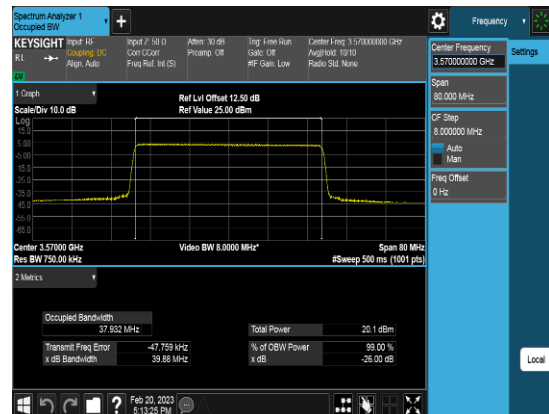 Spectrum Analyzer 1
Occupied BW
+
Frequency
KEYSIGHT
RL
Input: RF
Coupling: DC
Align: Auto
Input Z: 50 Ω
Corr CCorr
Freq Ref: Int (S)
Atten: 30 dB
Preamp: Off
Trig: Free Run
Gate: Off
#IF Gain: Low
Center Freq: 3.570000000 GHz
Avg|Hold: 10/10
Radio Std: None
Center Frequency
3.570000000 GHz
Settings
Span
80.000 MHz
CF Step
8.000000 MHz
Auto
Man
Freq Offset
0 Hz
Local
1 Graph
Scale/Div 10.0 dB
Ref Lvl Offset 12.50 dB
Ref Value 25.00 dBm
Log
15.0
5.00
-5.00
-15.0
-25.0
-35.0
-45.0
-55.0
-65.0
Center 3.57000 GHz
Res BW 750.00 kHz
Video BW 8.0000 MHz*
Span 80 MHz
#Sweep 500 ms (1001 pts)
2 Metrics
Occupied Bandwidth
37.932 MHz
Total Power 20.1 dBm
Transmit Freq Error -47.759 kHz
% of OBW Power 99.00 %
x dB Bandwidth 39.88 MHz
x dB -26.00 dB
?
Feb 20, 2023
5:13:25 PM